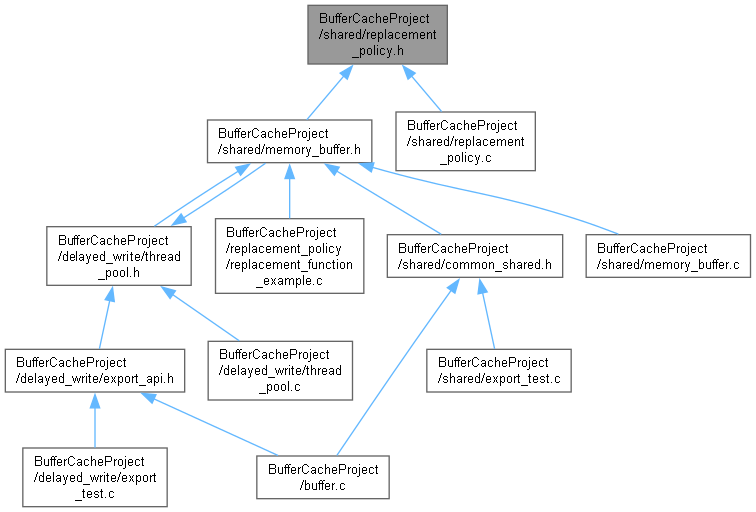 BufferCacheProject
/shared/replacement
_policy.h
BufferCacheProject
/shared/memory_buffer.h
BufferCacheProject
/shared/replacement
_policy.c
BufferCacheProject
/delayed_write/thread
_pool.h
BufferCacheProject
/replacement_policy
/replacement_function
_example.c
BufferCacheProject
/shared/common_shared.h
BufferCacheProject
/shared/memory_buffer.c
BufferCacheProject
/delayed_write/export_api.h
BufferCacheProject
/delayed_write/thread
_pool.c
BufferCacheProject
/shared/export_test.c
BufferCacheProject
/delayed_write/export
_test.c
BufferCacheProject
/buffer.c